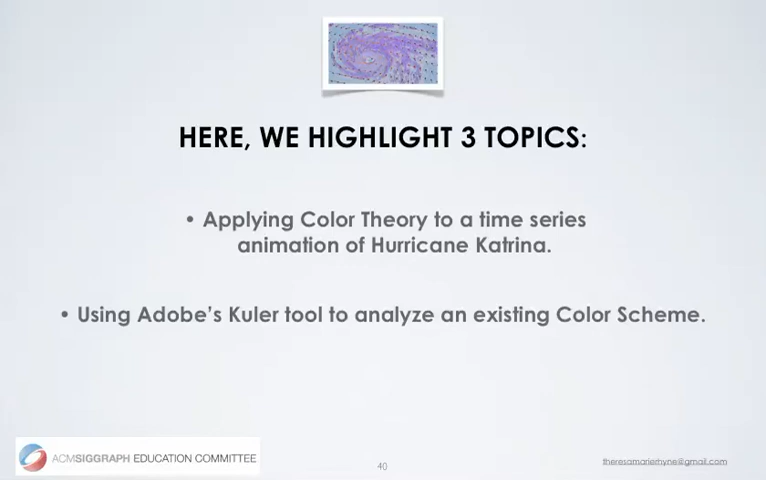 HERE, WE HIGHLIGHT 3 TOPICS:
• Applying Color Theory to a time series
animation of Hurricane Katrina.
• Using Adobe's Kuler tool to analyze an existing Color Scheme.
ACMSIGGRAPH EDUCATION COMMITTEE
40
theresamarierhyne@gmail.com